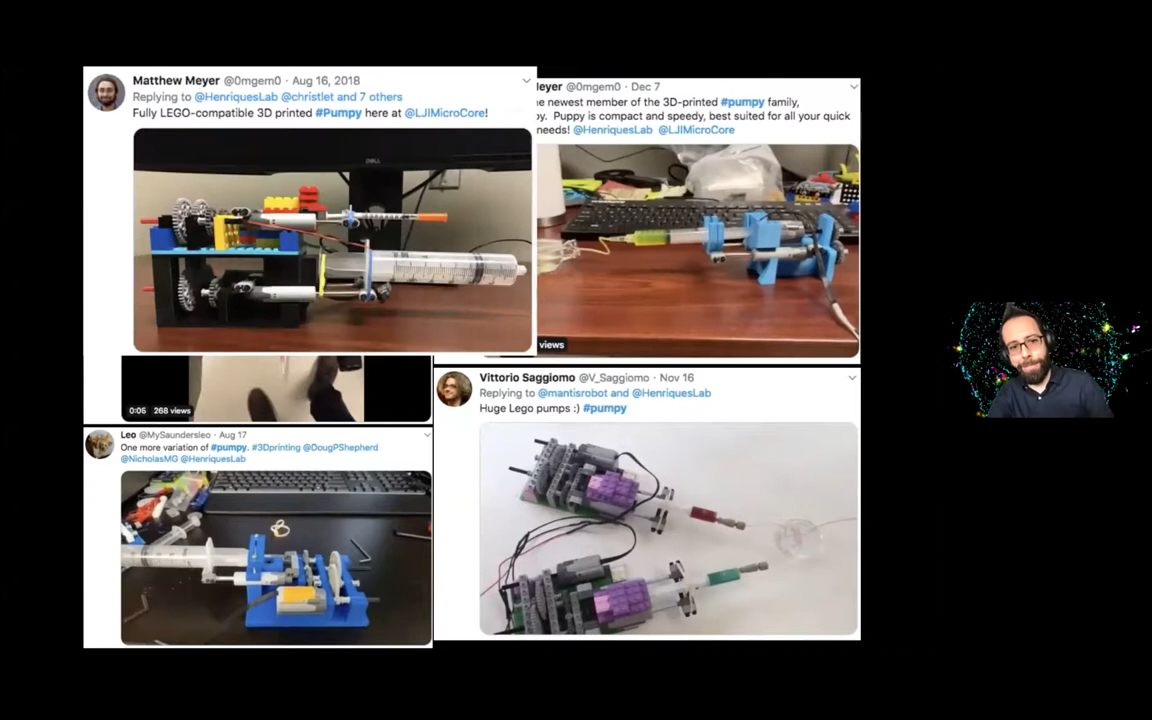 Matthew Meyer @0mgem0 · Aug 16, 2018
Replying to @HenriquesLab @christlet and 7 others
Fully LEGO-compatible 3D printed #Pumpy here at @LJIMicroCore!
DELL
leyer @0mgem0 · Dec 7
e newest member of the 3D-printed #pumpy family,
oy. Puppy is compact and speedy, best suited for all your quick
needs! @HenriquesLab @LJIMicroCore
views
0:06 268 views
Leo @MySaundersleo · Aug 17
One more variation of #pumpy. #3Dprinting @DougPShepherd
@NicholasMG @HenriquesLab
Vittorio Saggiomo @V_Saggiomo · Nov 16
Replying to @mantisrobot and @HenriquesLab
Huge Lego pumps :) #pumpy